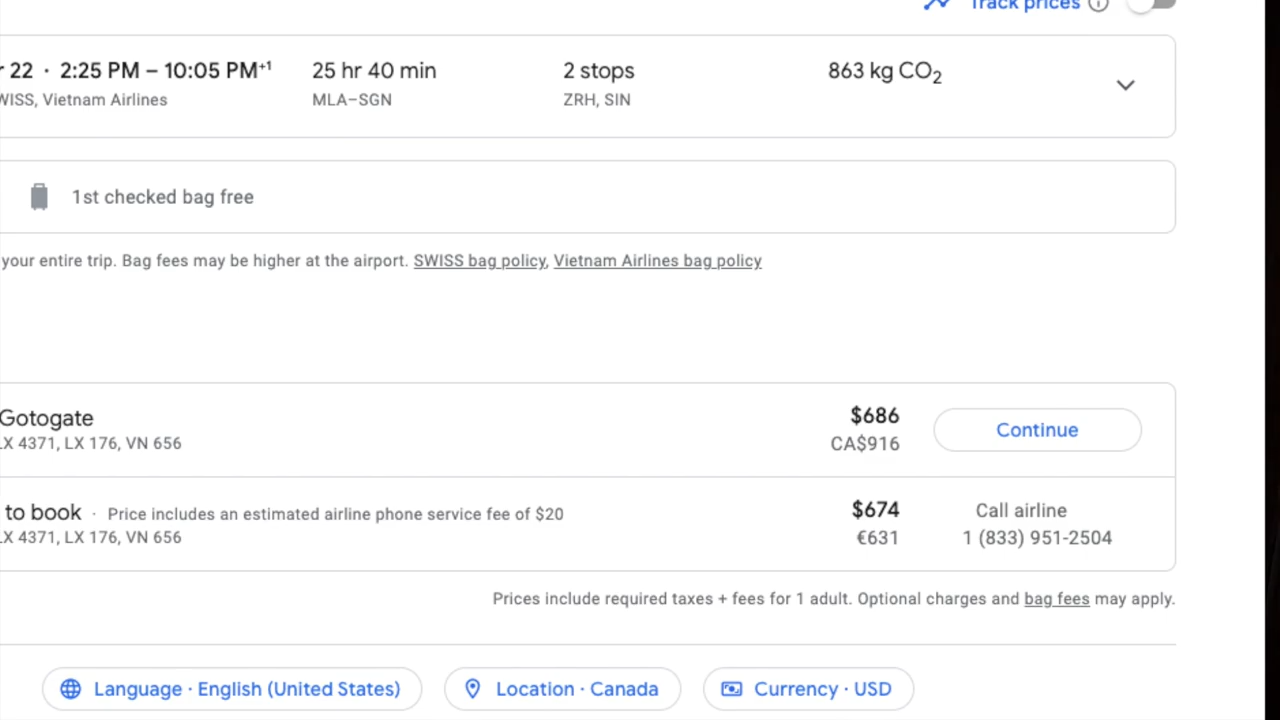 Track prices
22 · 2:25 PM – 10:05 PM+1 25 hr 40 min 2 stops 863 kg CO2
Vietnam Airlines MLA–SGN ZRH, SIN
1st checked bag free
your entire trip. Bag fees may be higher at the airport. SWISS bag policy, Vietnam Airlines bag policy
Gotogate $686 Continue
LX 4371, LX 176, VN 656 CA$916
to book · Price includes an estimated airline phone service fee of $20 $674 Call airline
LX 4371, LX 176, VN 656 €631 1 (833) 951-2504
Prices include required taxes + fees for 1 adult. Optional charges and bag fees may apply.
Language · English (United States) Location · Canada Currency · USD